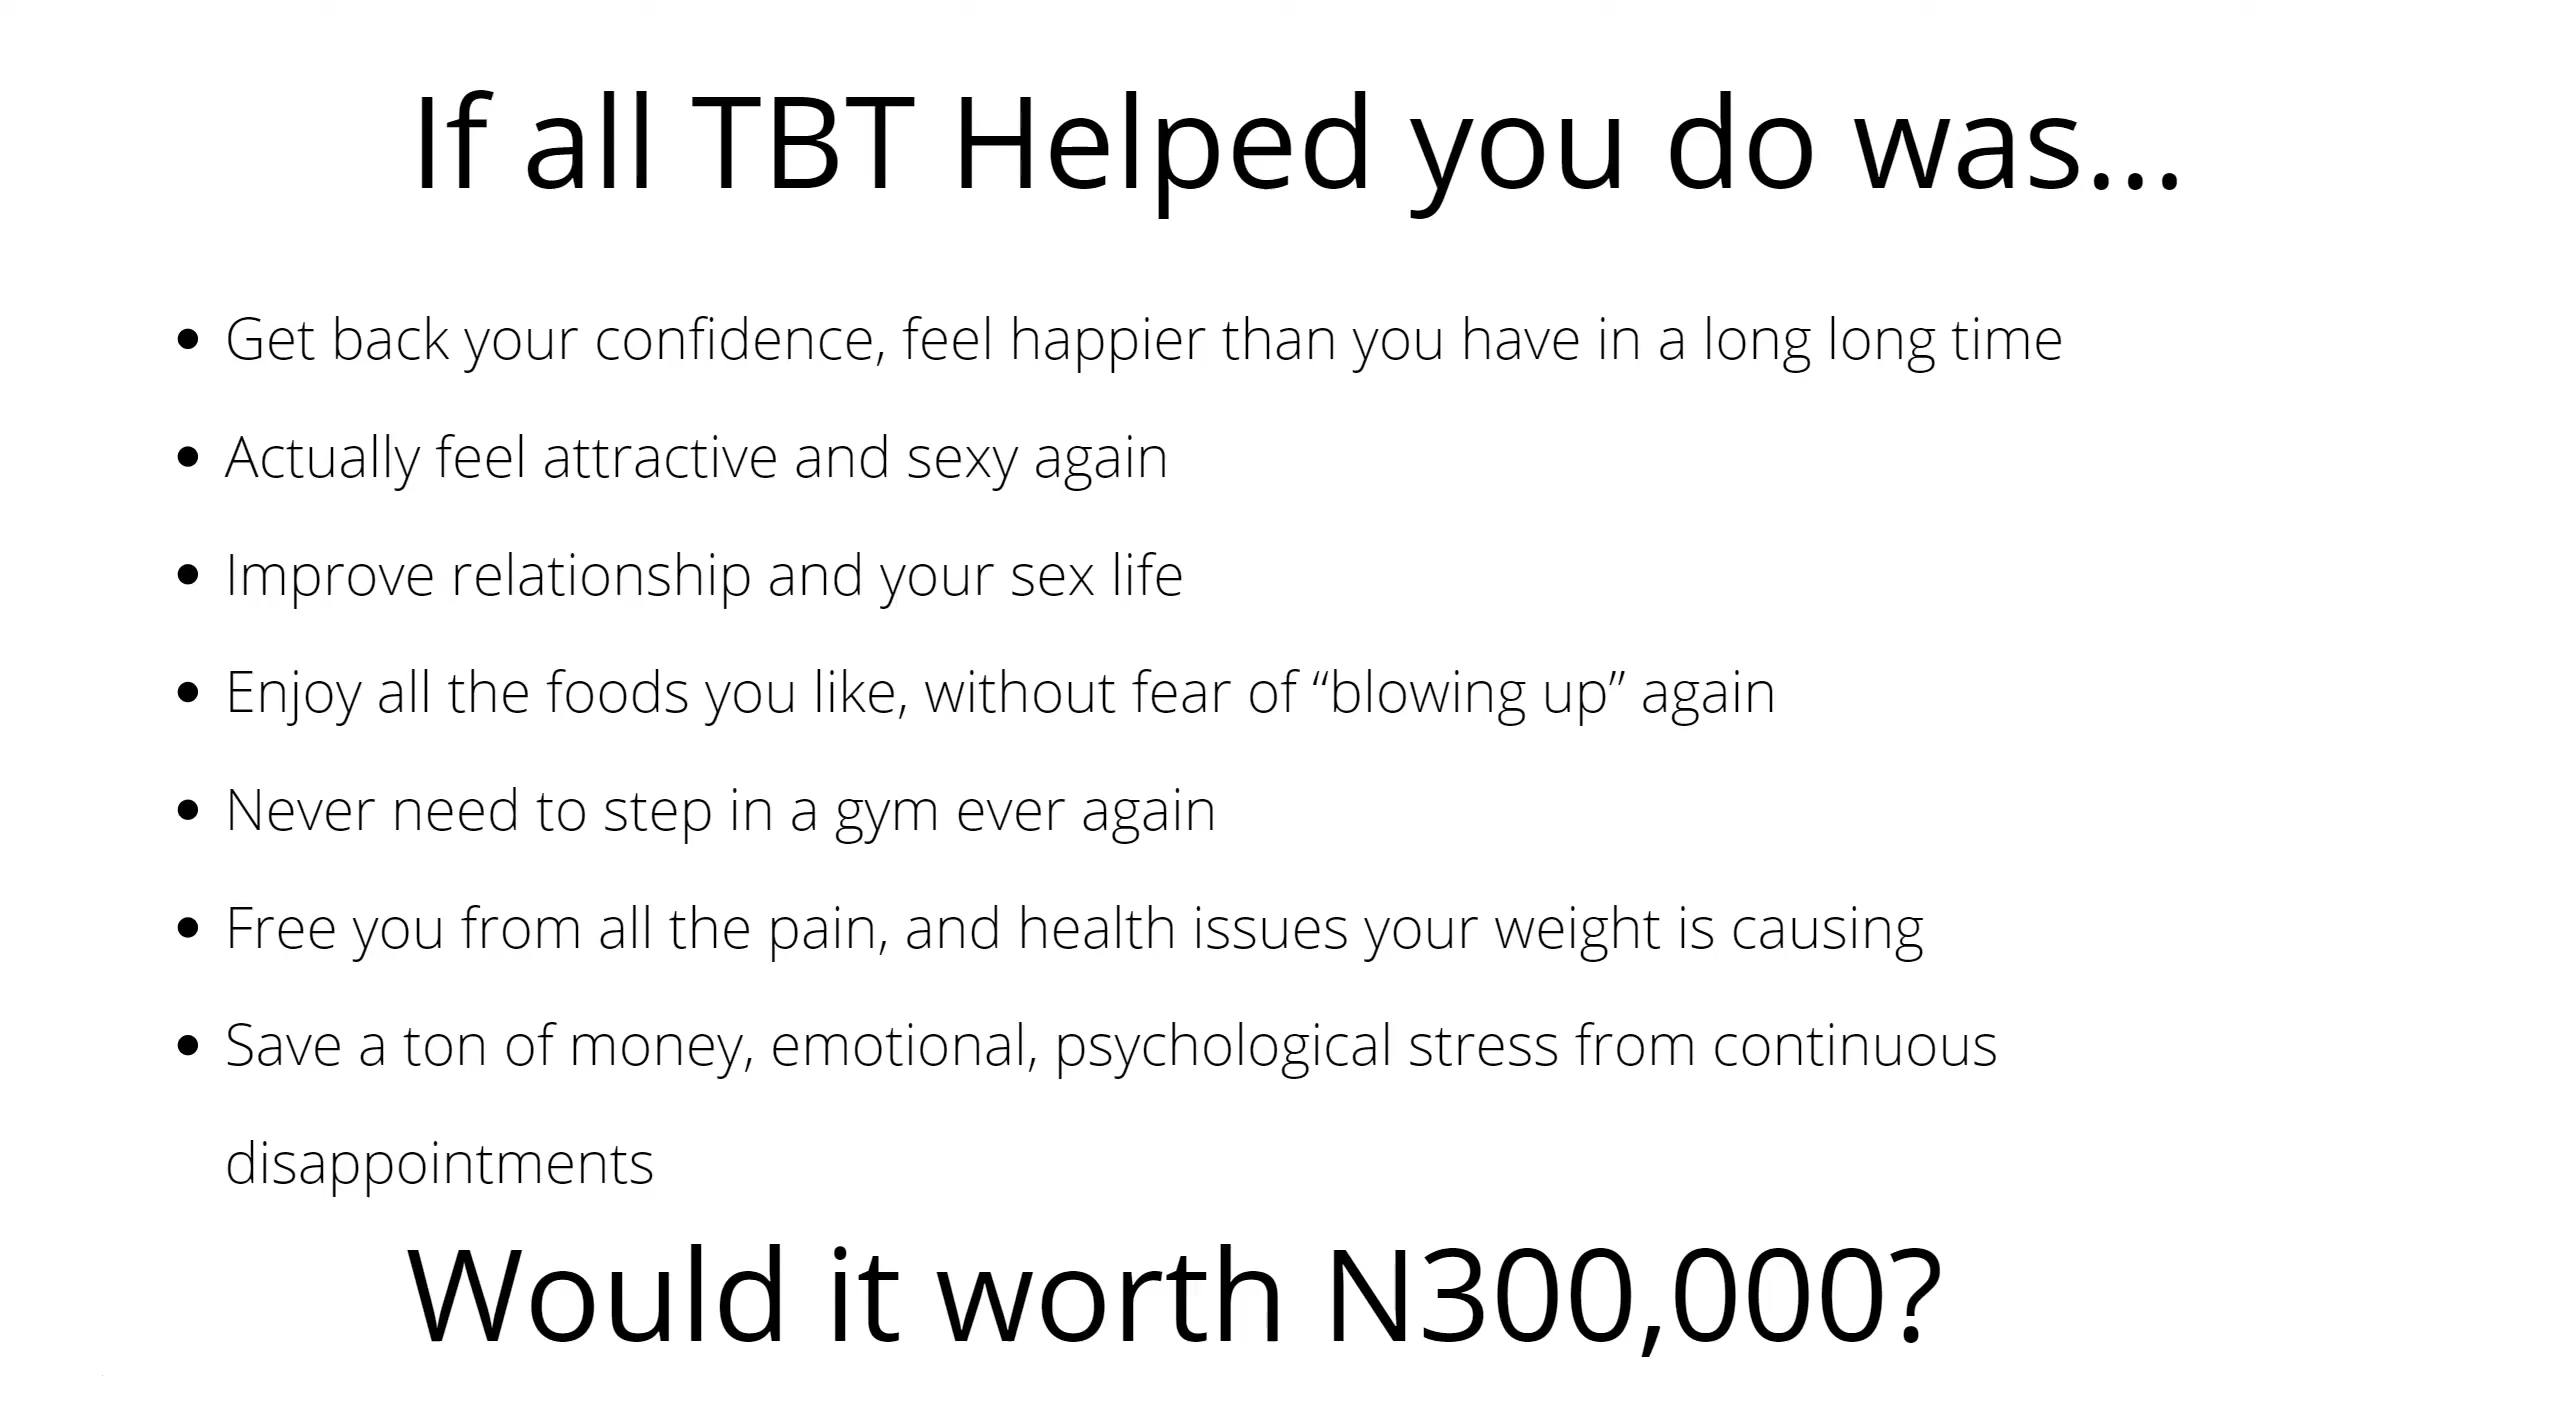 If all TBT Helped you do was...
• Get back your confidence, feel happier than you have in a long long time
• Actually feel attractive and sexy again
• Improve relationship and your sex life
• Enjoy all the foods you like, without fear of “blowing up” again
• Never need to step in a gym ever again
• Free you from all the pain, and health issues your weight is causing
• Save a ton of money, emotional, psychological stress from continuous
disappointments
Would it worth N300,000?